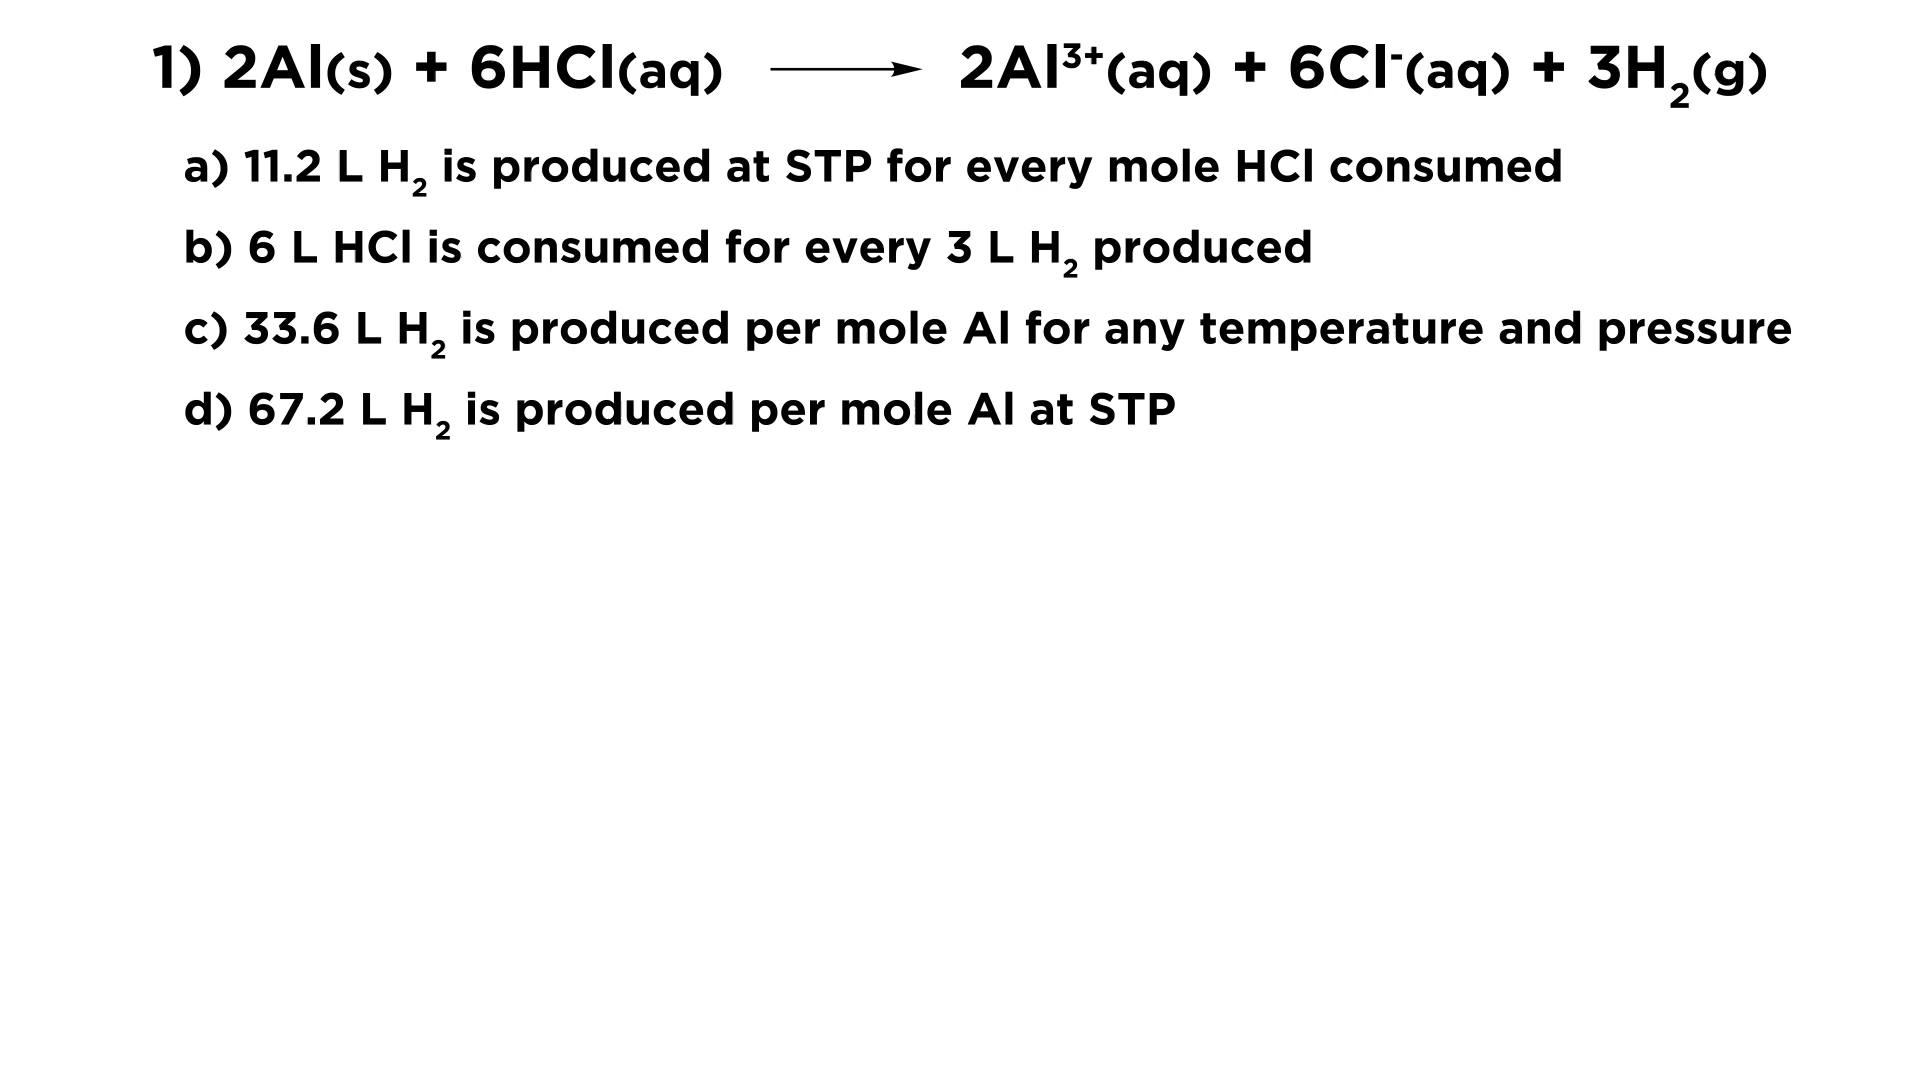 1) 2Al(s) + 6HCl(aq) ⟶ 2Al³⁺(aq) + 6Cl⁻(aq) + 3H₂(g)
a) 11.2 L H₂ is produced at STP for every mole HCl consumed
b) 6 L HCl is consumed for every 3 L H₂ produced
c) 33.6 L H₂ is produced per mole Al for any temperature and pressure
d) 67.2 L H₂ is produced per mole Al at STP